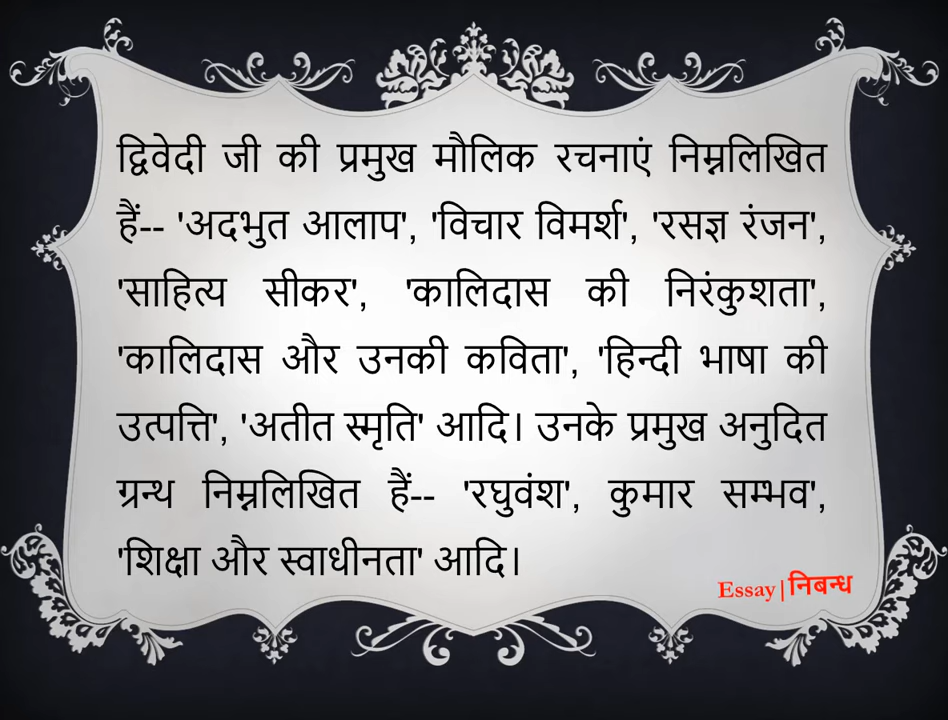 द्विवेदी जी की प्रमुख मौलिक रचनाएं निम्नलिखित
हैं-- 'अदभुत आलाप', 'विचार विमर्श', 'रसज्ञ रंजन',
'साहित्य सीकर', 'कालिदास की निरंकुशता',
'कालिदास और उनकी कविता', 'हिन्दी भाषा की
उत्पत्ति', 'अतीत स्मृति' आदि। उनके प्रमुख अनुदित
ग्रन्थ निम्नलिखित हैं-- 'रघुवंश', कुमार सम्भव',
'शिक्षा और स्वाधीनता' आदि।
Essay|निबन्ध